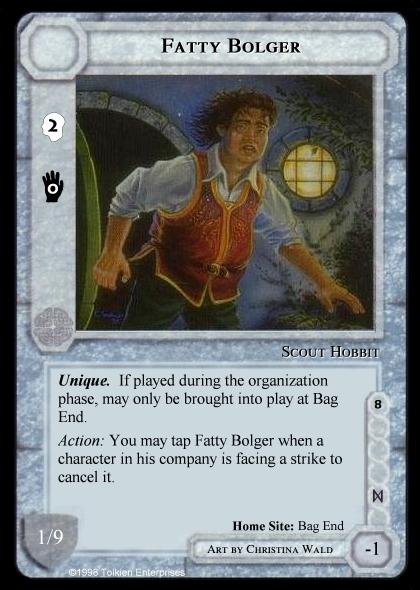 Fatty Bolger
2
Scout Hobbit
Unique. If played during the organization
phase, may only be brought into play at Bag
End.
8
Action: You may tap Fatty Bolger when a
character in his company is facing a strike to
cancel it.
Home Site: Bag End
1/9
Art by Christina Wald
-1
©1998 Tolkien Enterprises